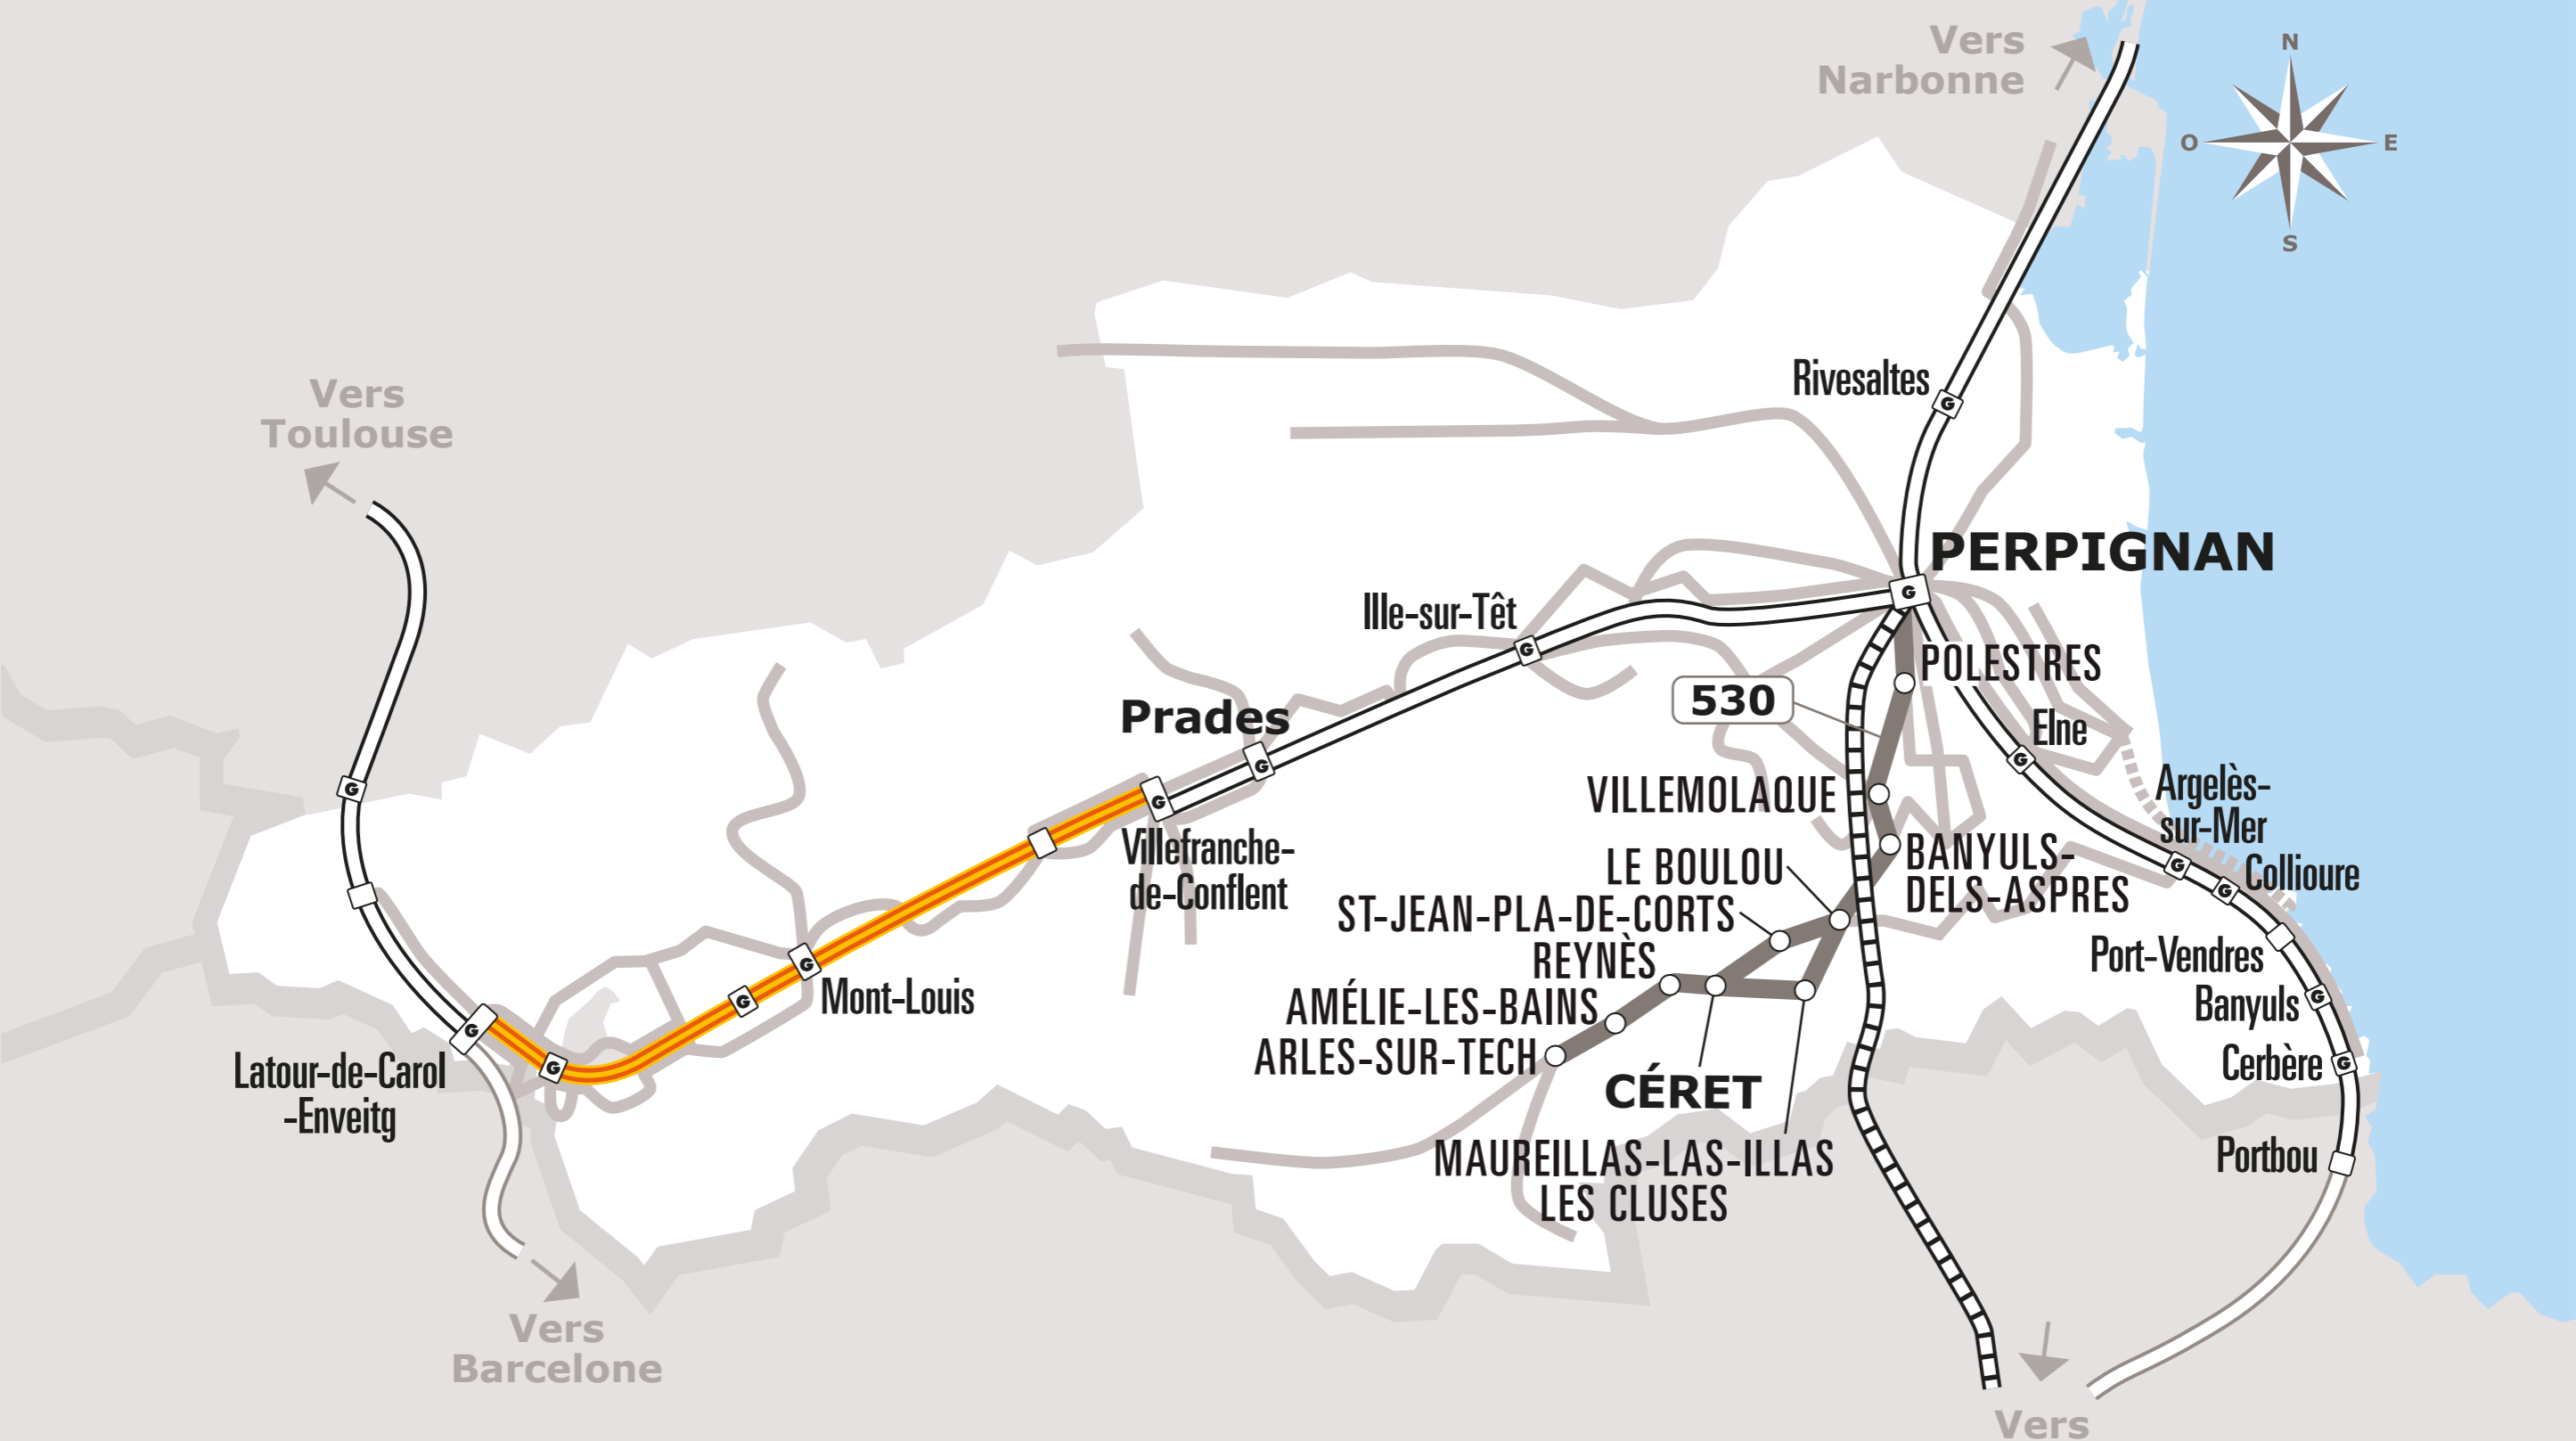 Vers
Narbonne
N
O
E
S
Vers
Toulouse
Rivesaltes
G
PERPIGNAN
G
Ille-sur-Têt
G
POLESTRES
530
Prades
G
Elne
G
VILLEMOLAQUE
Argelès-
sur-Mer
G
Collioure
G
G
G
Villefranche-
de-Conflent
BANYULS-
DELS-ASPRES
LE BOULOU
ST-JEAN-PLA-DE-CORTS
REYNÈS
AMÉLIE-LES-BAINS
ARLES-SUR-TECH
CÉRET
MAUREILLAS-LAS-ILLAS
LES CLUSES
Port-Vendres
Banyuls
G
Cerbère
G
Portbou
G
Mont-Louis
G
G
G
Latour-de-Carol
-Enveitg
Vers
Barcelone
Vers